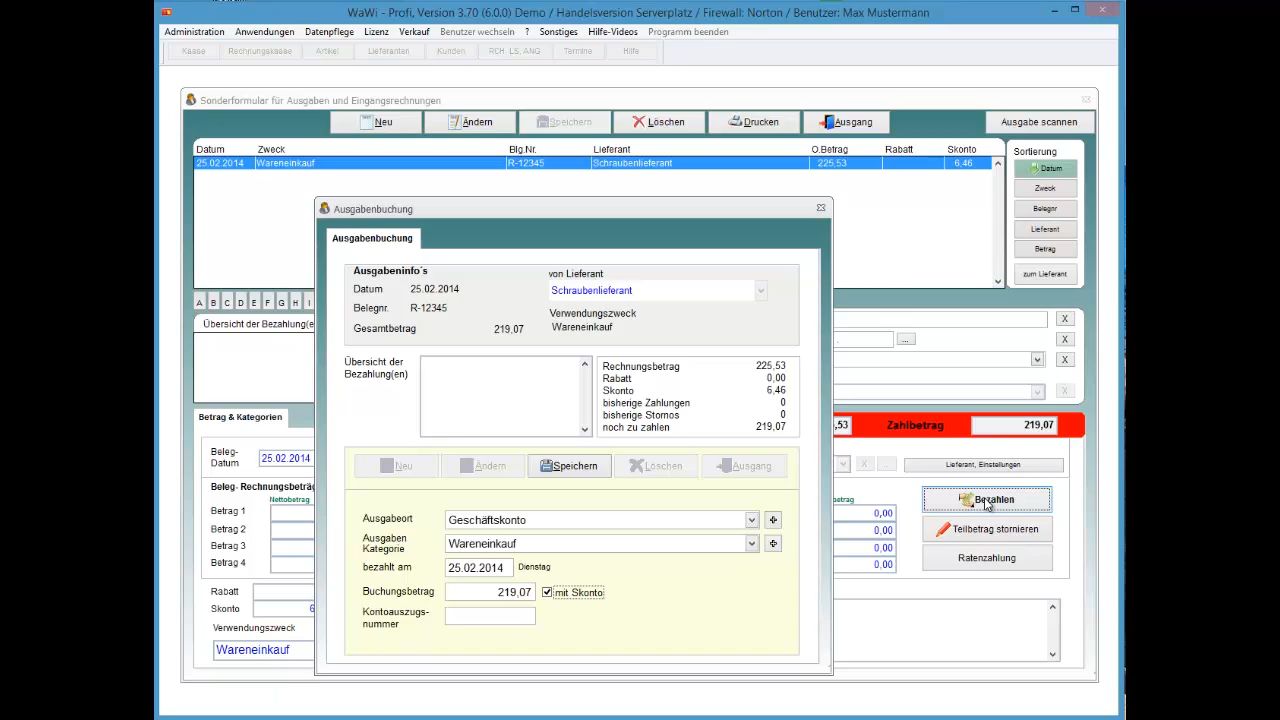 WaWi - Profi, Version 3.70 (6.0.0) Demo / Handelsversion Serverplatz / Firewall: Norton / Benutzer: Max Mustermann
Administration Anwendungen Datenpflege Lizenz Verkauf Benutzer wechseln ? Sonstiges Hilfe-Videos Programm beenden
Kasse Rechnungskasse Artikel Lieferanten Kunden RCH, LS, ANG Termine Hilfe
Sonderformular für Ausgaben und Eingangsrechnungen
Neu Ändern Speichern Löschen Drucken Ausgang Ausgabe scannen
Datum Zweck Blg.Nr. Lieferant O.Betrag Rabatt Skonto
25.02.2014 Wareneinkauf R-12345 Schraubenlieferant 225,53 6,46
Sortierung
Datum
Zweck
Belegnr
Lieferant
Betrag
zum Lieferant
A B C D E F G H I
Übersicht der Bezahlung(e
X
. ... X
X
X
Betrag & Kategorien
,53 Zahlbetrag 219,07
Beleg-
Datum
25.02.2014
X ... Lieferant, Einstellungen
Beleg- Rechnungsbeträ
Nettobetrag
betrag
Betrag 1
Betrag 2
Betrag 3
Betrag 4
0,00
0,00
0,00
0,00
Bezahlen
Teilbetrag stornieren
Ratenzahlung
Rabatt
Skonto 6
Verwendungszweck
Wareneinkauf
Ausgabenbuchung
Ausgabenbuchung
Ausgabeninfo´s
Datum 25.02.2014
Belegnr. R-12345
Gesamtbetrag 219,07
von Lieferant
Schraubenlieferant
Verwendungszweck
Wareneinkauf
Übersicht der
Bezahlung(en)
Rechnungsbetrag 225,53
Rabatt 0,00
Skonto 6,46
bisherige Zahlungen 0
bisherige Stornos 0
noch zu zahlen 219,07
Neu Ändern Speichern Löschen Ausgang
Ausgabeort Geschäftskonto
Ausgaben
Kategorie
Wareneinkauf
bezahlt am 25.02.2014 Dienstag
Buchungsbetrag 219,07 mit Skonto
Kontoauszugs-
nummer